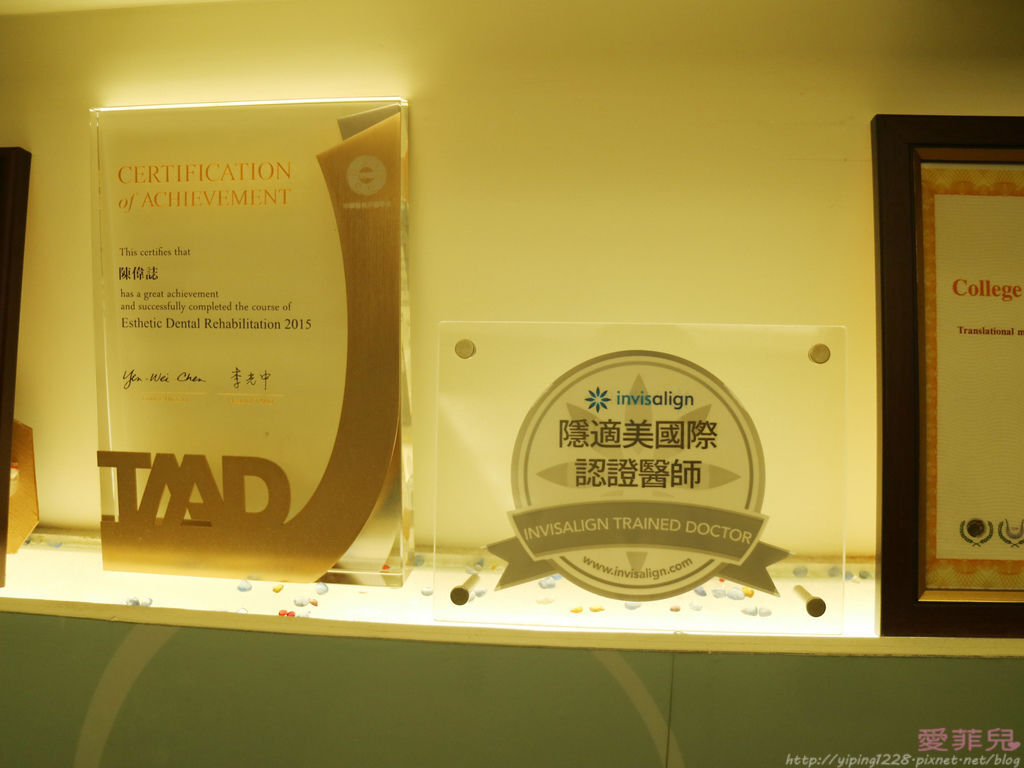 CERTIFICATION
of ACHIEVEMENT
This certifies that
陳偉誌
has a great achievement
and successfully completed the course of
Esthetic Dental Rehabilitation 2015
Yen-Wei Chen
李光中
TAAD
invisalign
隱適美國際
認證醫師
INVISALIGN TRAINED DOCTOR
www.invisalign.com
College
Translational
愛菲兒
http://yiping1228.pixnet.net/blog